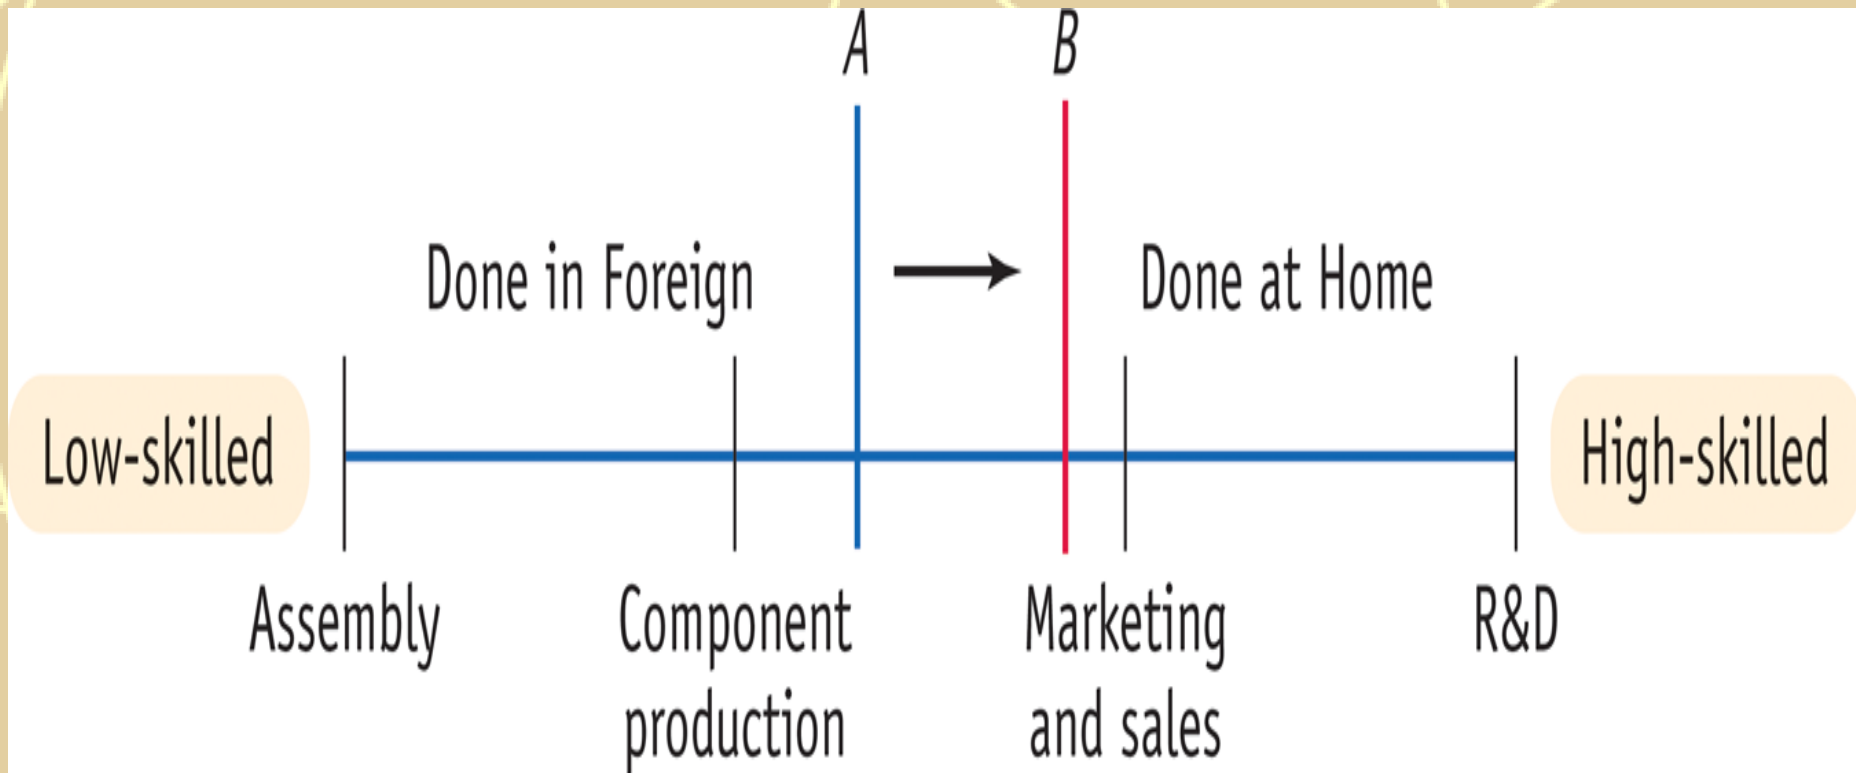 A
B
Done in Foreign
Done at Home
Low-skilled
High-skilled
Assembly
Component
production
Marketing
and sales
R&D